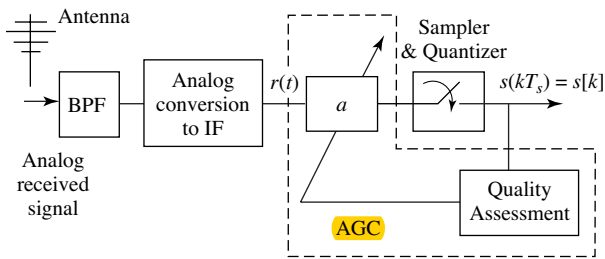 Antenna
BPF
Analog
received
signal
Analog
conversion
to IF
r(t)
a
Sampler
& Quantizer
s(kT_s) = s[k]
Quality
Assessment
AGC